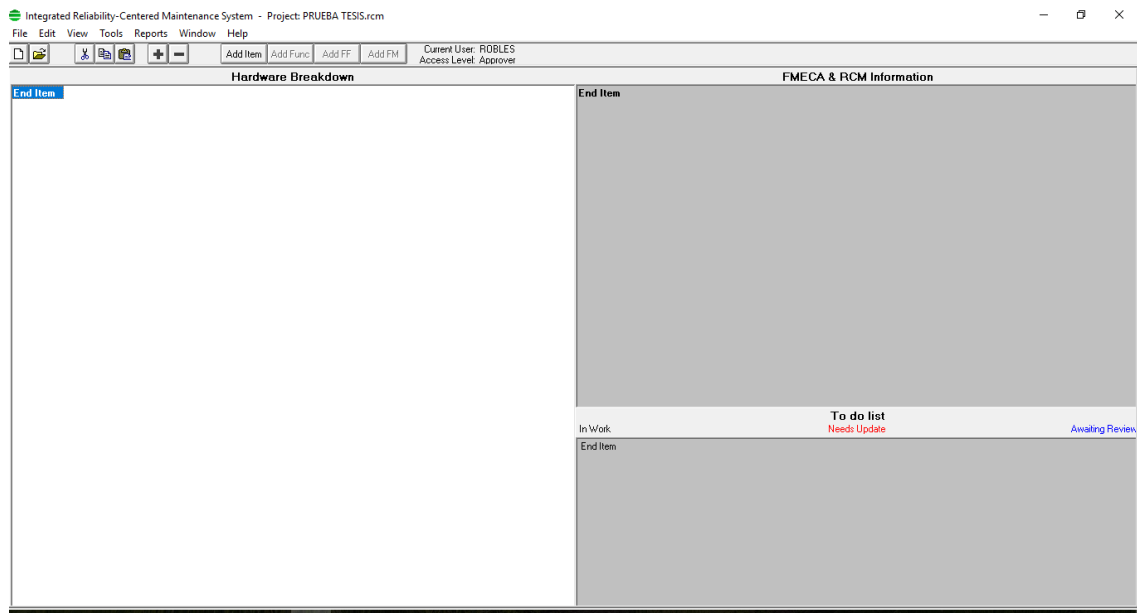 Integrated Reliability-Centered Maintenance System - Project: PRUEBA TESIS.rcm
File Edit View Tools Reports Window Help
Add Item Add Func Add FF Add FM Current User: ROBLES
Access Level: Approver
Hardware Breakdown
FMECA & RCM Information
End Item
End Item
To do list
In Work Needs Update Awaiting Review
End Item